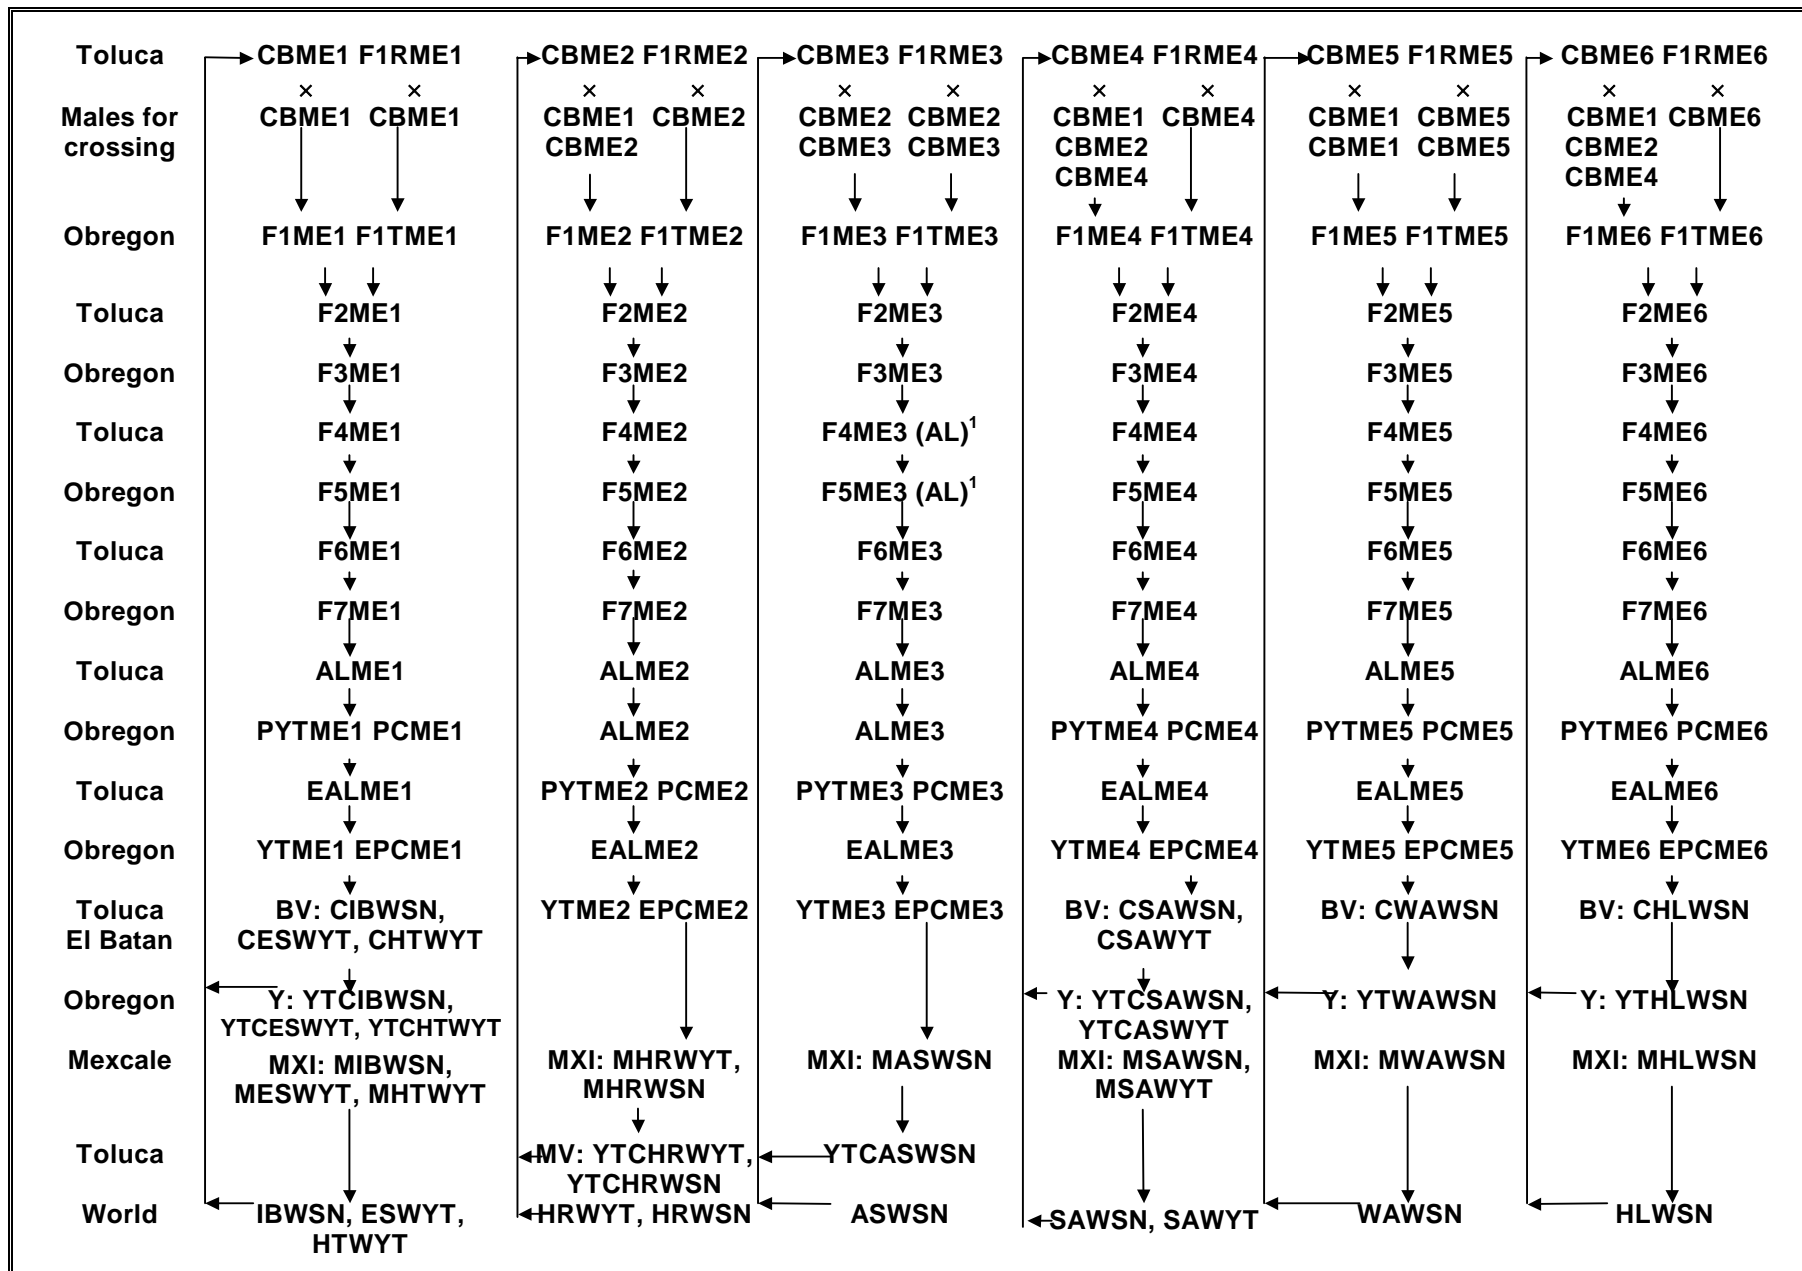 Toluca CBME1 F1RME1 CBME2 F1RME2 CBME3 F1RME3 CBME4 F1RME4 CBME5 F1RME5 CBME6 F1RME6
× × × × × × × × × × × ×
Males for CBME1 CBME1 CBME1 CBME2 CBME2 CBME2 CBME1 CBME4 CBME1 CBME5 CBME1 CBME6
crossing CBME2 CBME3 CBME3 CBME2 CBME1 CBME5 CBME2
CBME4 CBME4
Obregon F1ME1 F1TME1 F1ME2 F1TME2 F1ME3 F1TME3 F1ME4 F1TME4 F1ME5 F1TME5 F1ME6 F1TME6
Toluca F2ME1 F2ME2 F2ME3 F2ME4 F2ME5 F2ME6
Obregon F3ME1 F3ME2 F3ME3 F3ME4 F3ME5 F3ME6
Toluca F4ME1 F4ME2 F4ME3 (AL)¹ F4ME4 F4ME5 F4ME6
Obregon F5ME1 F5ME2 F5ME3 (AL)¹ F5ME4 F5ME5 F5ME6
Toluca F6ME1 F6ME2 F6ME3 F6ME4 F6ME5 F6ME6
Obregon F7ME1 F7ME2 F7ME3 F7ME4 F7ME5 F7ME6
Toluca ALME1 ALME2 ALME3 ALME4 ALME5 ALME6
Obregon PYTME1 PCME1 ALME2 ALME3 PYTME4 PCME4 PYTME5 PCME5 PYTME6 PCME6
Toluca EALME1 PYTME2 PCME2 PYTME3 PCME3 EALME4 EALME5 EALME6
Obregon YTME1 EPCME1 EALME2 EALME3 YTME4 EPCME4 YTME5 EPCME5 YTME6 EPCME6
Toluca BV: CIBWSN, YTME2 EPCME2 YTME3 EPCME3 BV: CSAWSN, BV: CWAWSN BV: CHLWSN
El Batan CESWYT, CHTWYT CSAWYT
Obregon Y: YTCIBWSN, Y: YTCSAWSN, Y: YTWAWSN Y: YTHLWSN
YTCESWYT, YTCHTWYT YTCASWYT
Mexcale MXI: MIBWSN, MXI: MHRWYT, MXI: MASWSN MXI: MSAWSN, MXI: MWAWSN MXI: MHLWSN
MESWYT, MHTWYT MHRWSN MSAWYT
Toluca MV: YTCHRWYT, YTCASWSN
YTCHRWSN
World IBWSN, ESWYT, HRWYT, HRWSN ASWSN SAWSN, SAWYT WAWSN HLWSN
HTWYT